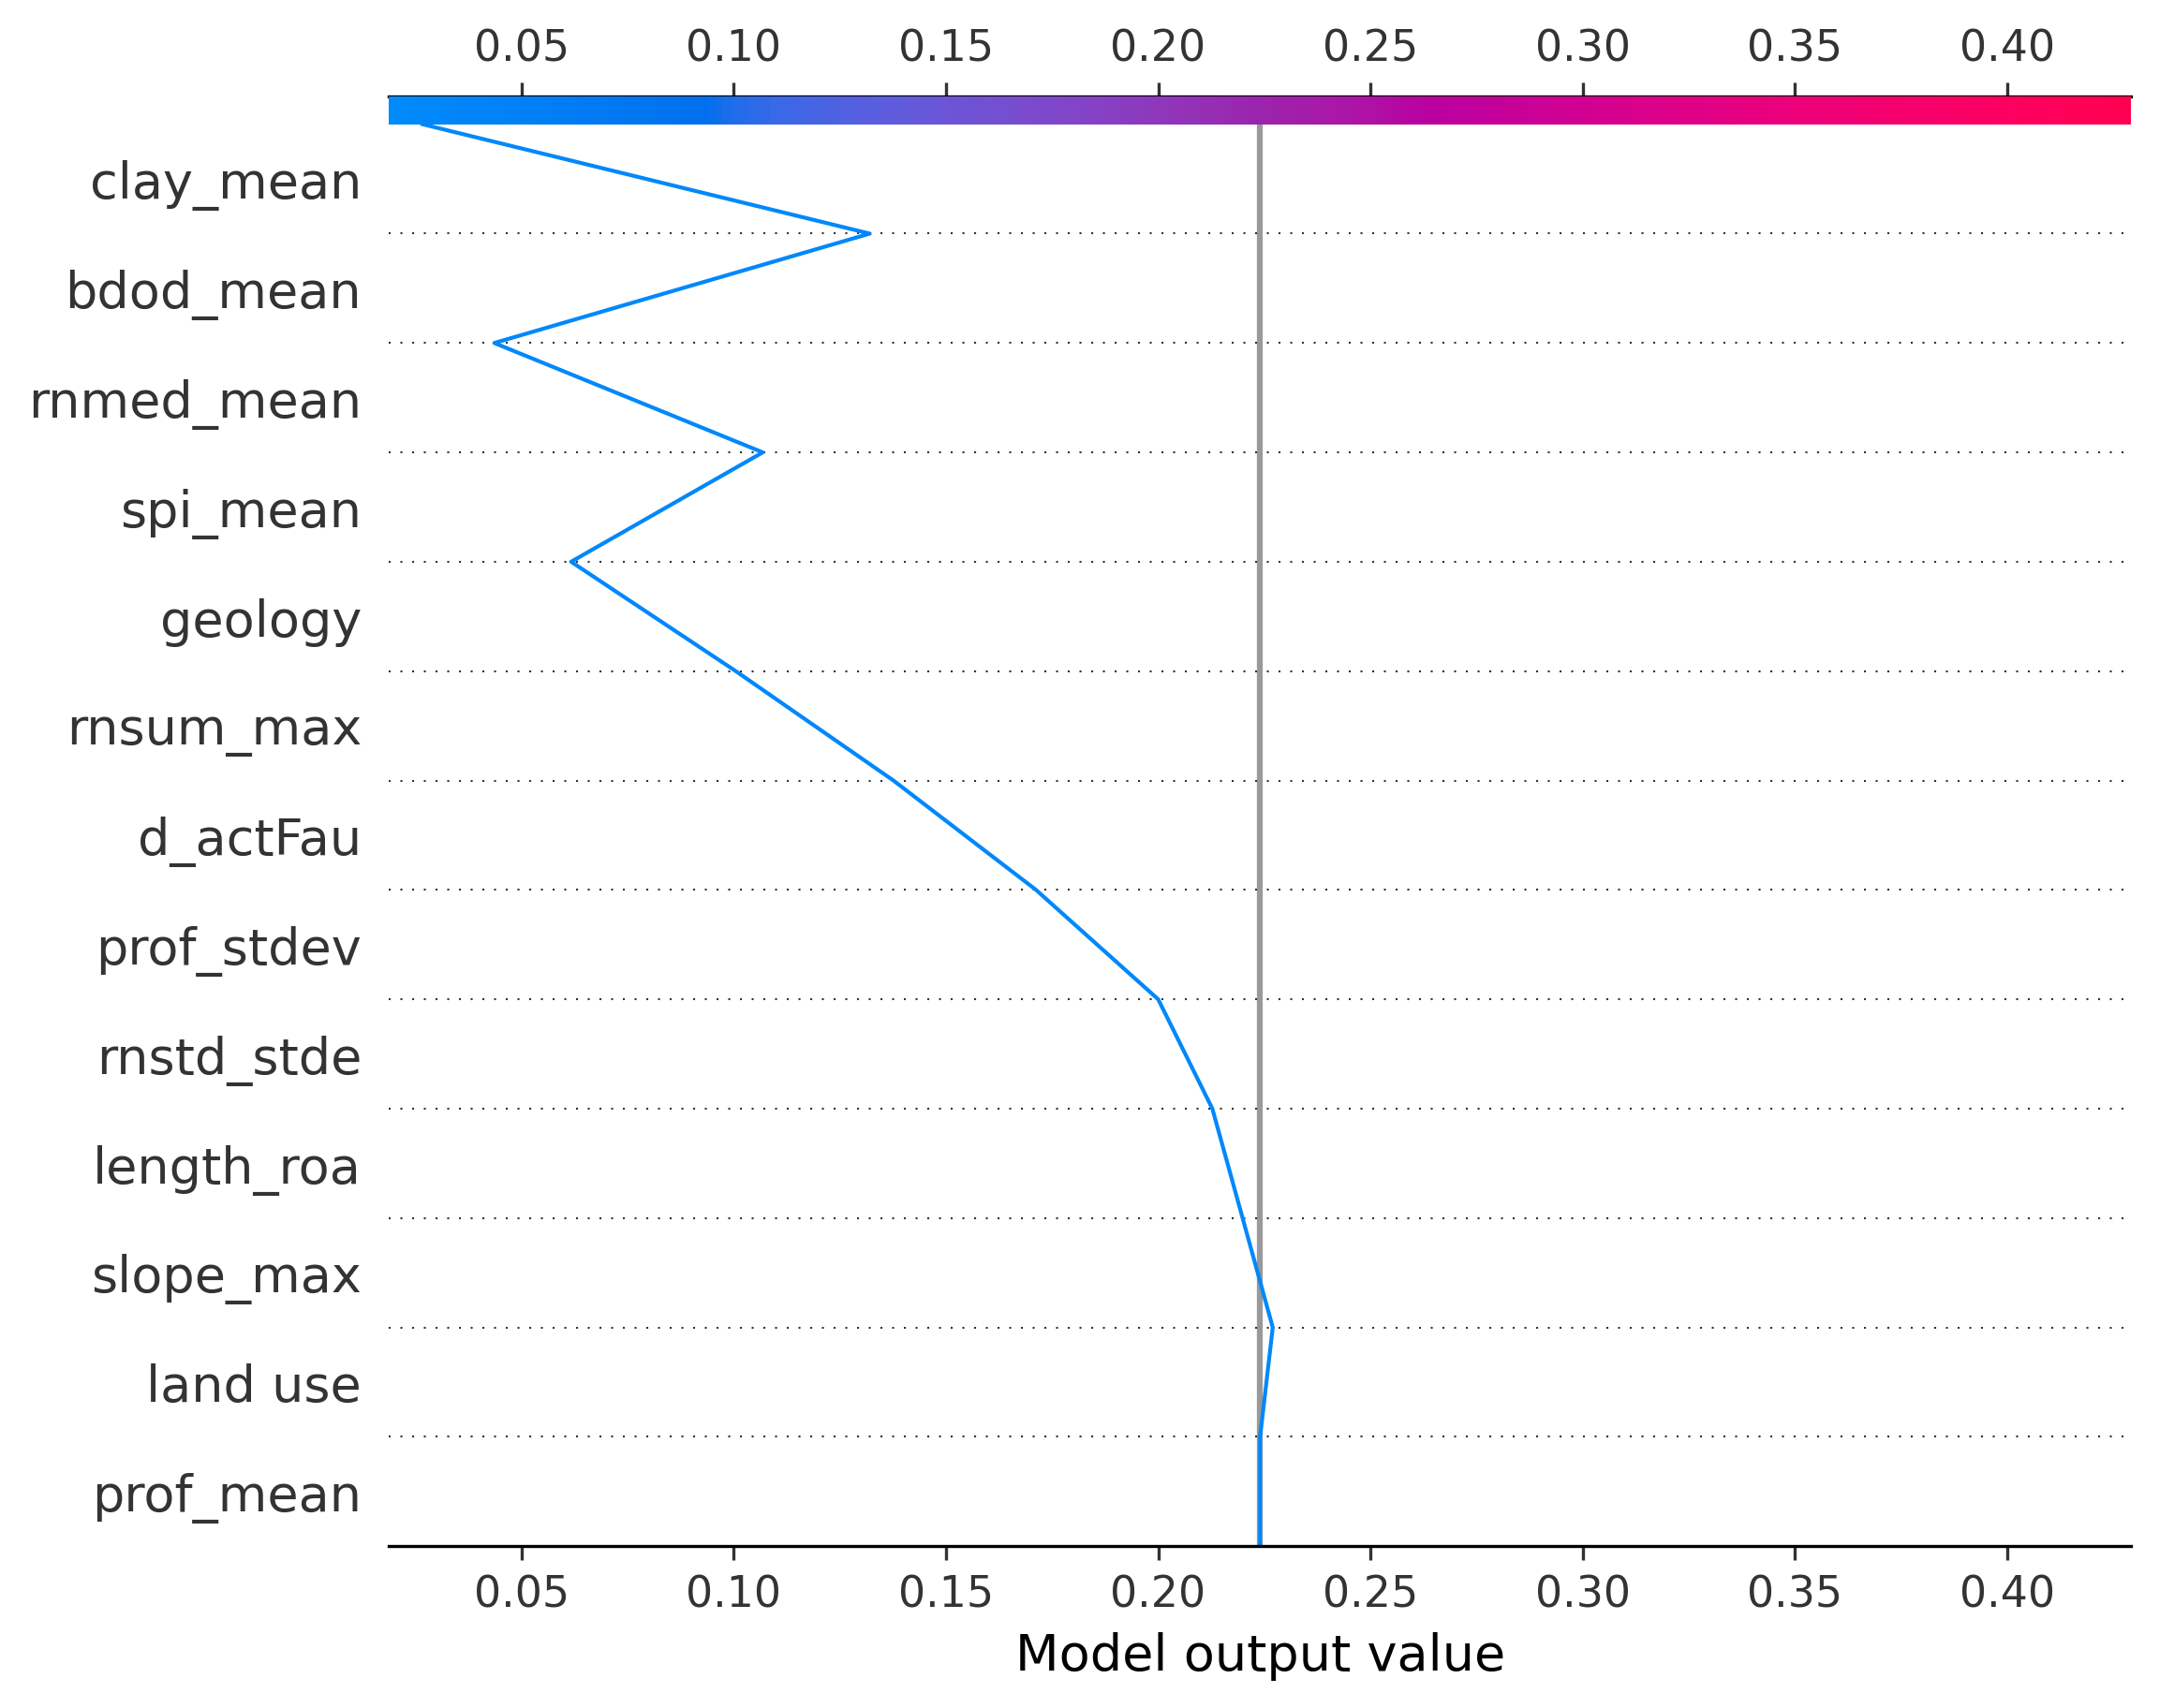 0.05 0.10 0.15 0.20 0.25 0.30 0.35 0.40
clay_mean
bdod_mean
rnmed_mean
spi_mean
geology
rnsum_max
d_actFau
prof_stdev
rnstd_stde
length_roa
slope_max
land use
prof_mean
0.05 0.10 0.15 0.20 0.25 0.30 0.35 0.40
Model output value